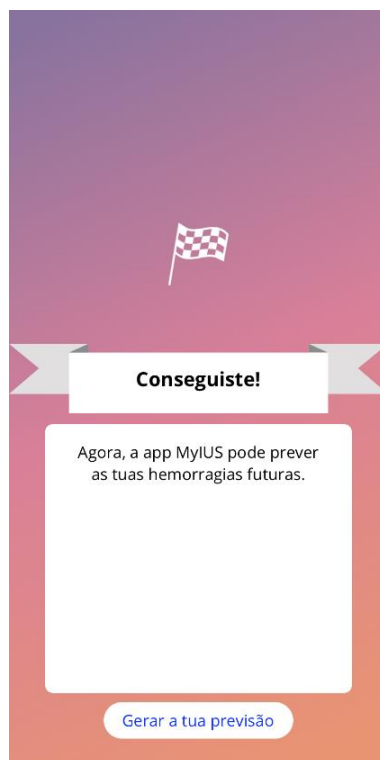 Conseguiste!
Agora, a app MyIUS pode prever
as tuas hemorragias futuras.
Gerar a tua previsão